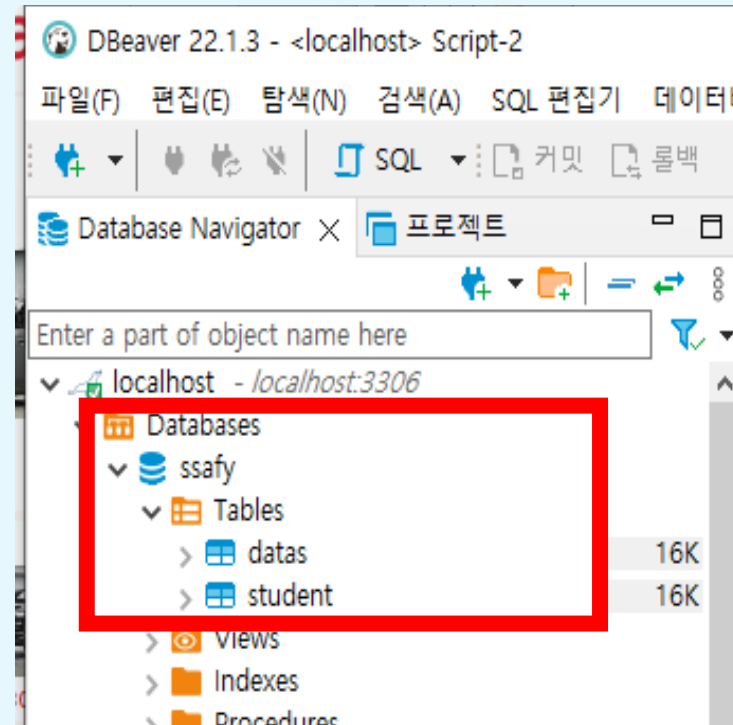 DBeaver 22.1.3 - <localhost> Script-2
파일(F) 편집(E) 탐색(N) 검색(A) SQL 편집기 데이터
SQL 커밋 롤백
Database Navigator 프로젝트
Enter a part of object name here
localhost - localhost:3306
Databases
ssafy
Tables
datas 16K
student 16K
Views
Indexes
Procedures